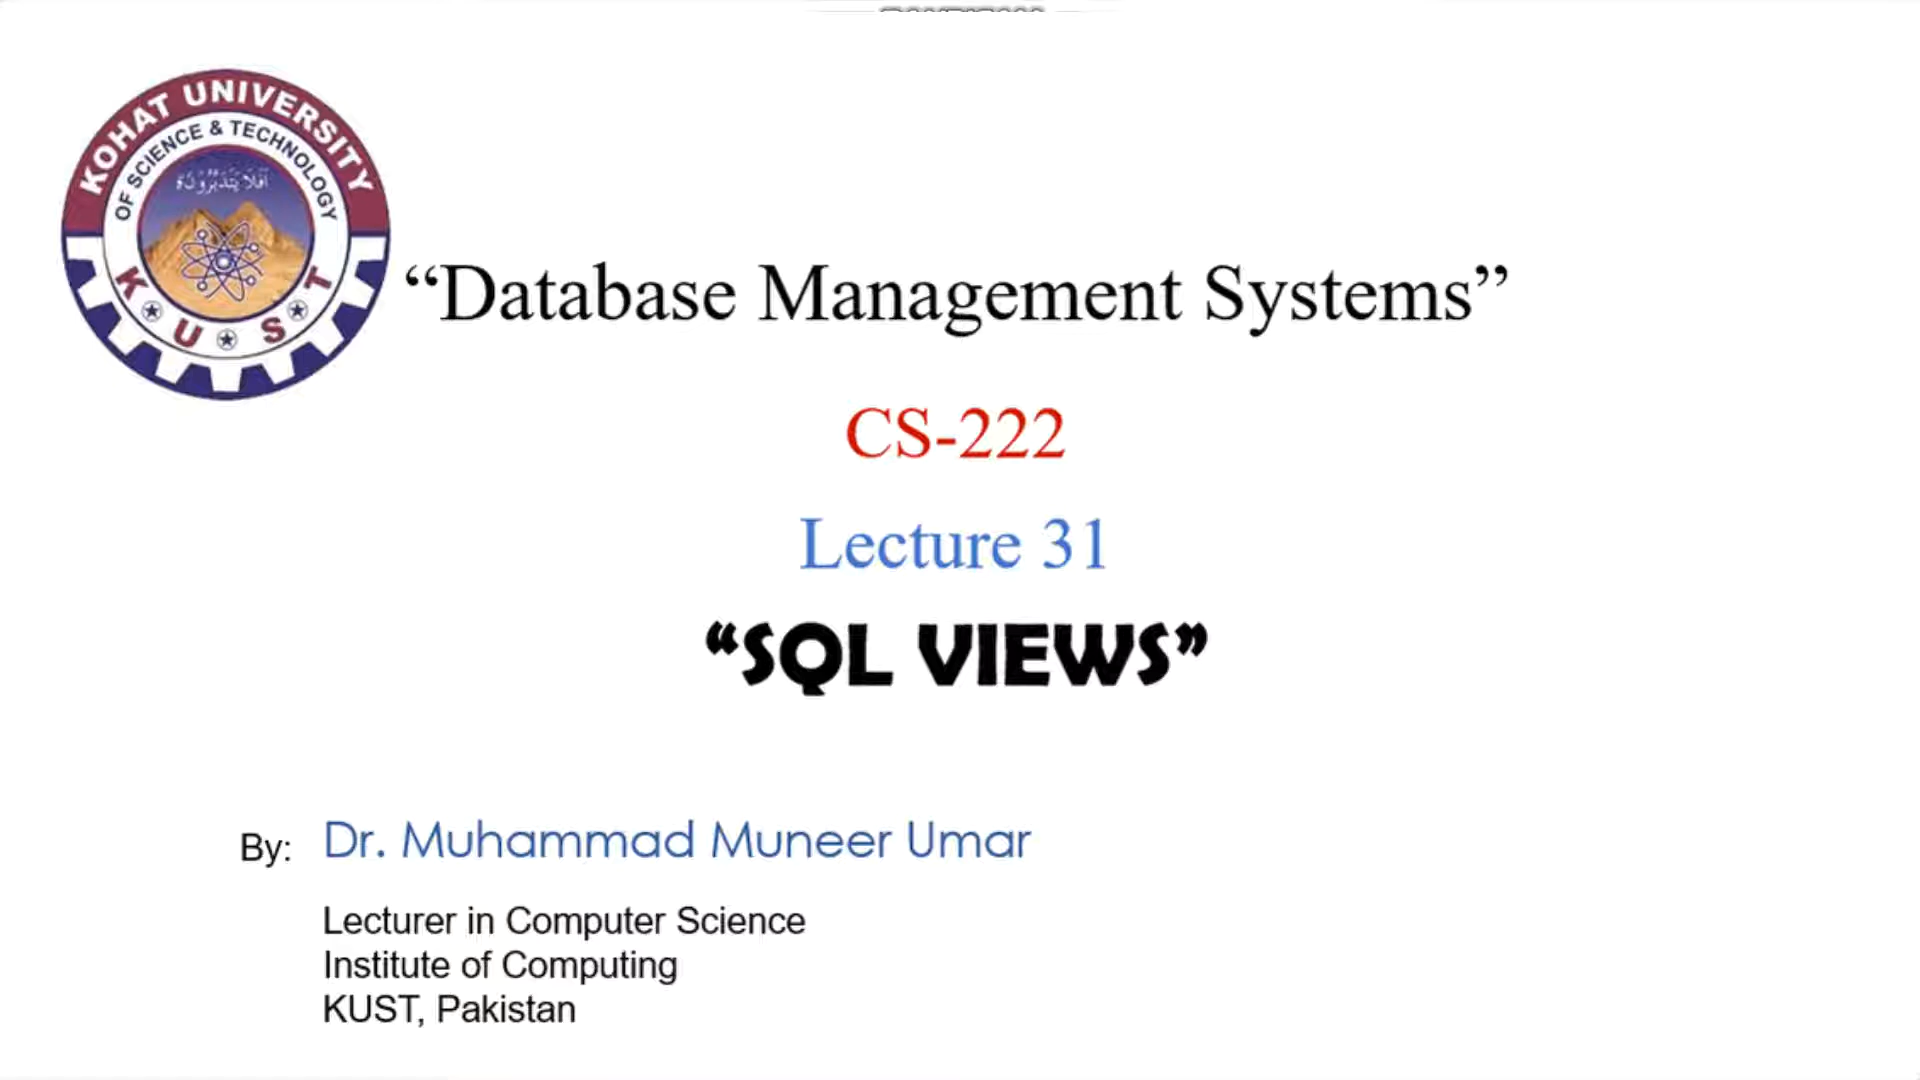 KOHAT UNIVERSITY
OF SCIENCE & TECHNOLOGY
K U S T
“Database Management Systems”
CS-222
Lecture 31
“SQL VIEWS”
By: Dr. Muhammad Muneer Umar
Lecturer in Computer Science
Institute of Computing
KUST, Pakistan